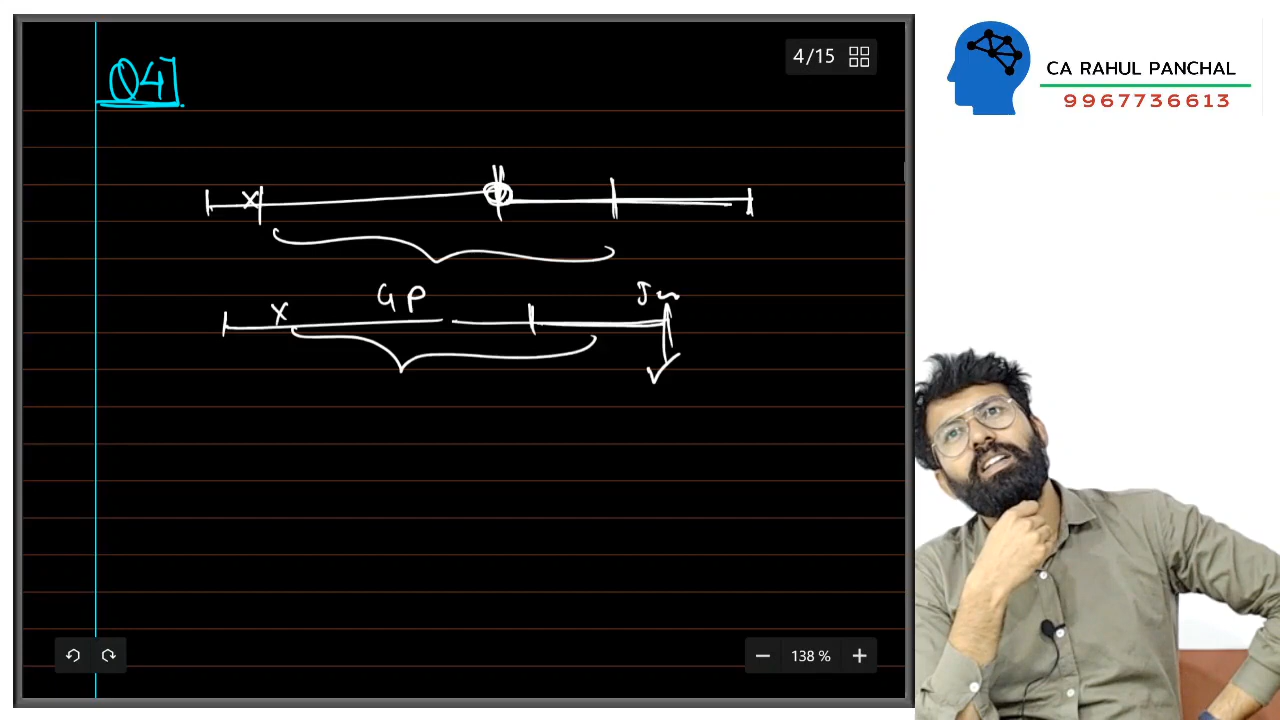 Q4]
4/15
CA RAHUL PANCHAL
9967736613
X
X GP
138 %